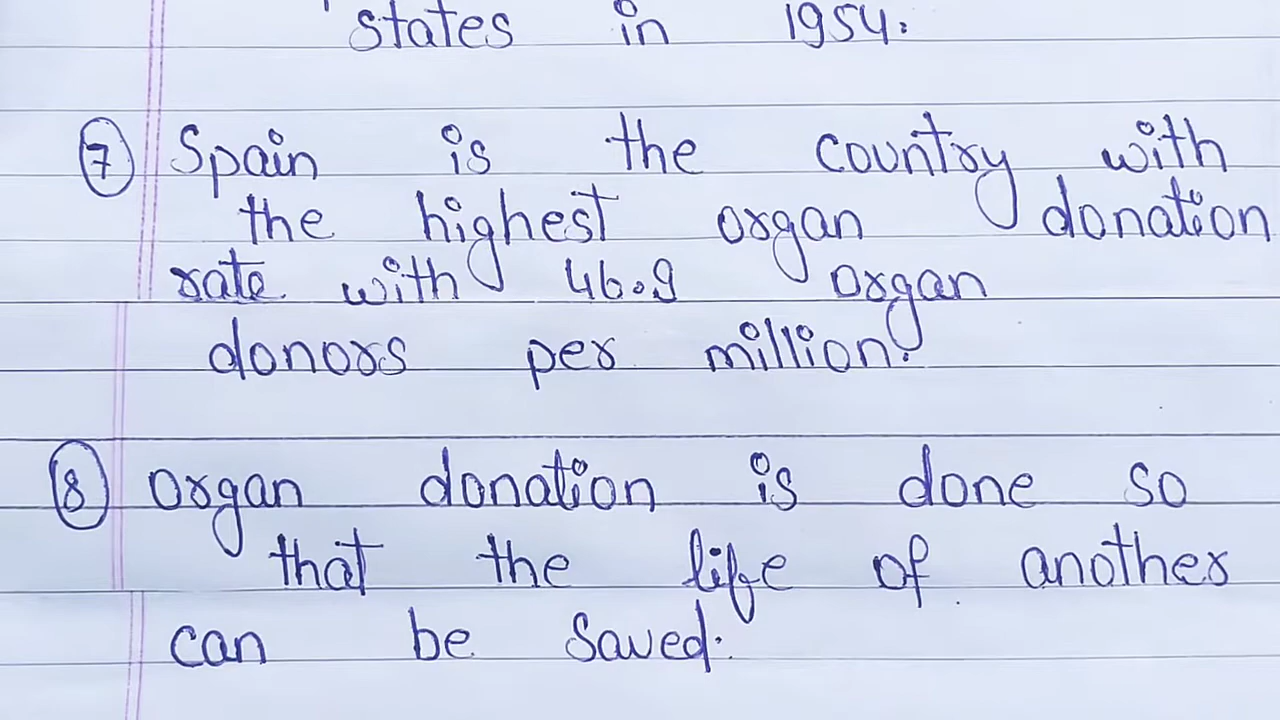 states in 1954.
7 Spain is the country with
the highest organ donation
rate with 46.9 organ
donors per million.
8 organ donation is done so
that the life of another
can be saved.